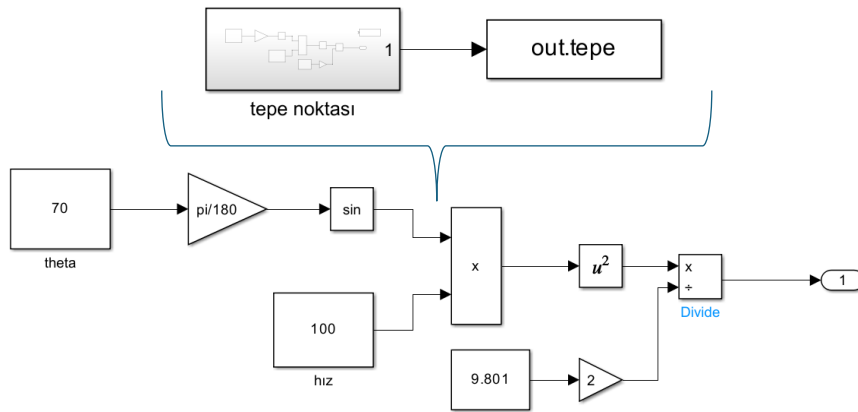 1
out.tepe
tepe noktası
70
theta
pi/180
sin
x
100
hız
u²
9.801
2
x
÷
Divide
1